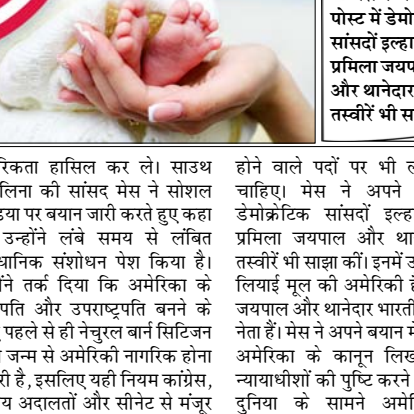 पोस्ट में डेमो
सांसदों इल्हा
प्रमिला जयप
और थानेदार
तस्वीरें भी स
रिकता हासिल कर ले। साउथ
लिना की सांसद मेस ने सोशल
डिया पर बयान जारी करते हुए कहा
उन्होंने लंबे समय से लंबित
धानिक संशोधन पेश किया है।
ोंने तर्क दिया कि अमेरिका के
पति और उपराष्ट्रपति बनने के
पहले से ही नेचुरल बार्न सिटिजन
जन्म से अमेरिकी नागरिक होना
री है, इसलिए यही नियम कांग्रेस,
य अदालतों और सीनेट से मंजूर
होने वाले पदों पर भी ल
चाहिए। मेस ने अपने
डेमोक्रेटिक सांसदों इल्ह
प्रमिला जयपाल और था
तस्वीरें भी साझा कीं। इनमें उ
लियाई मूल की अमेरिकी है
जयपाल और थानेदार भारती
नेता हैं। मेस ने अपने बयान मे
अमेरिका के कानून लिख
न्यायाधीशों की पुष्टि करने
दुनिया के सामने अमेरि